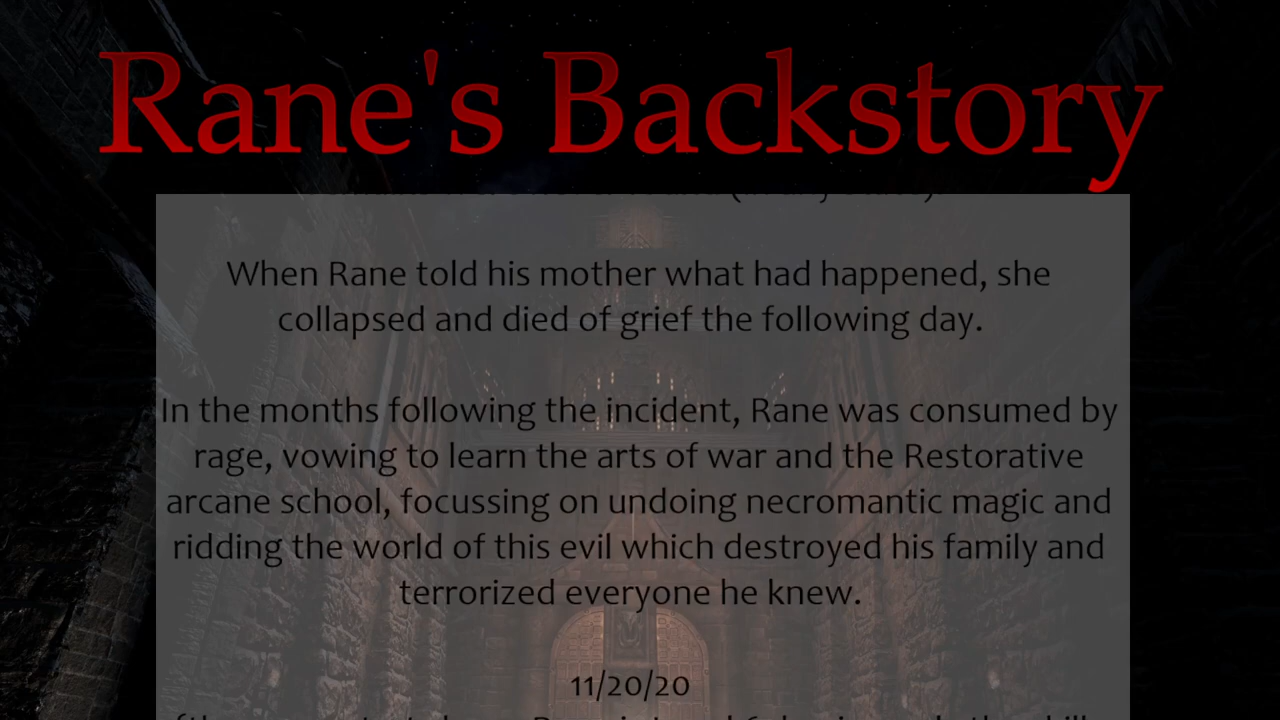 Rane's Backstory
When Rane told his mother what had happened, she
collapsed and died of grief the following day.
In the months following the incident, Rane was consumed by
rage, vowing to learn the arts of war and the Restorative
arcane school, focussing on undoing necromantic magic and
ridding the world of this evil which destroyed his family and
terrorized everyone he knew.
11/20/20